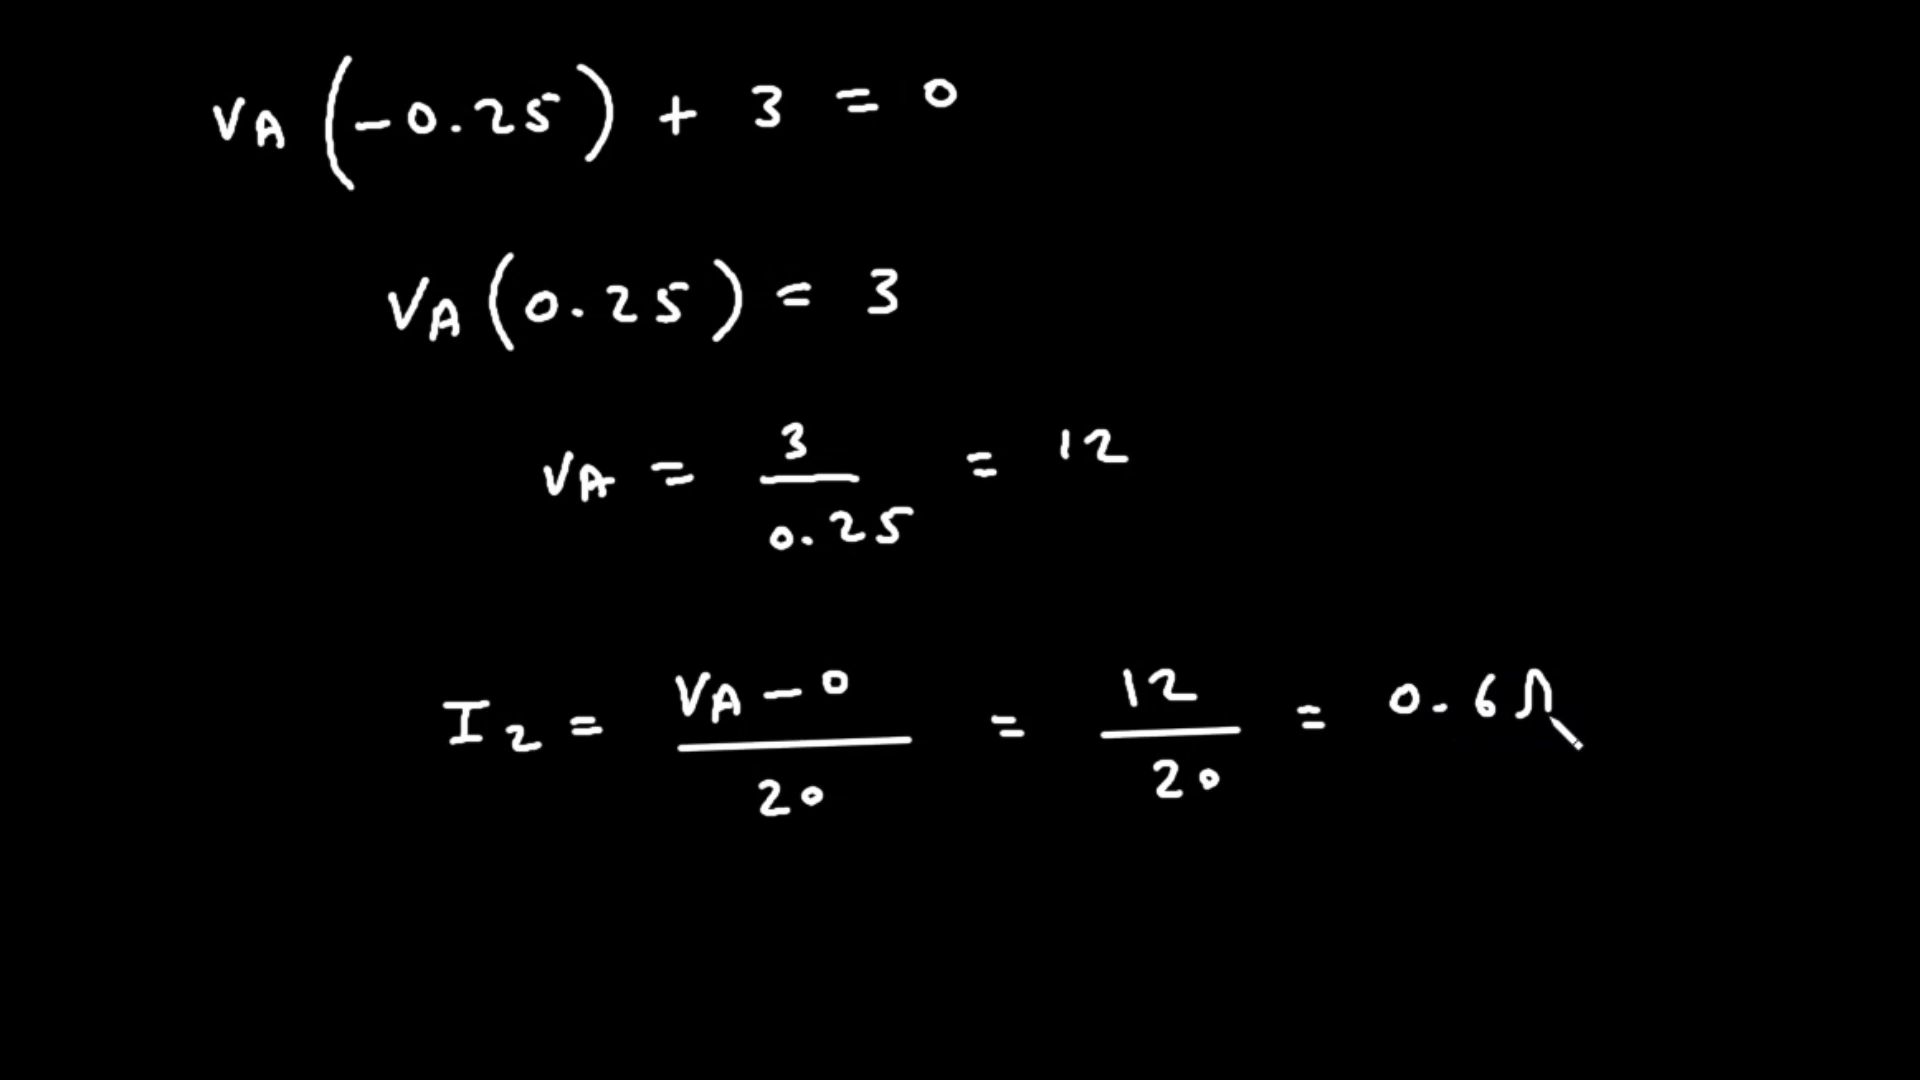 VA (-0.25) + 3 = 0
VA (0.25) = 3
VA = 3/0.25 = 12
I2 = VA - 0/20 = 12/20 = 0.6 Ω